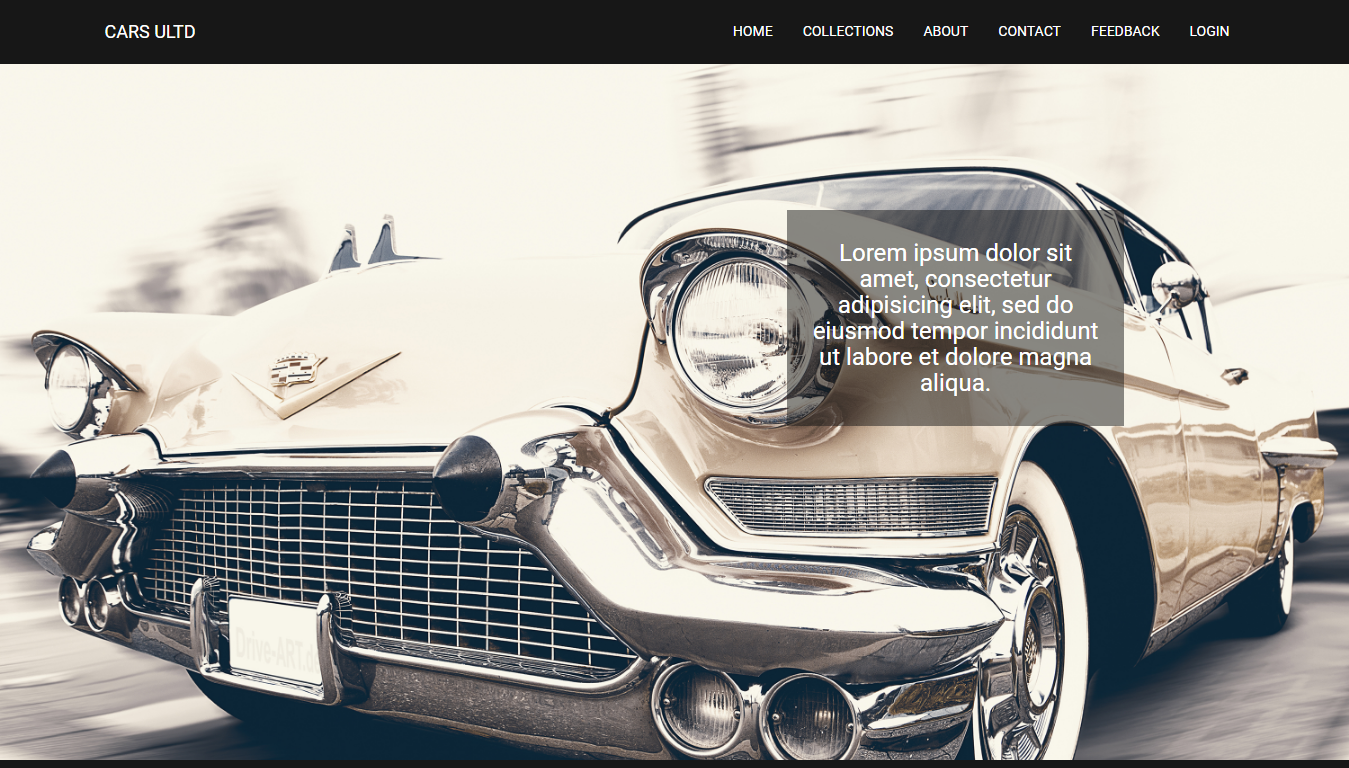 CARS ULTD
HOME COLLECTIONS ABOUT CONTACT FEEDBACK LOGIN
Lorem ipsum dolor sit
amet, consectetur
adipisicing elit, sed do
eiusmod tempor incididunt
ut labore et dolore magna
aliqua.
Drive-ART.